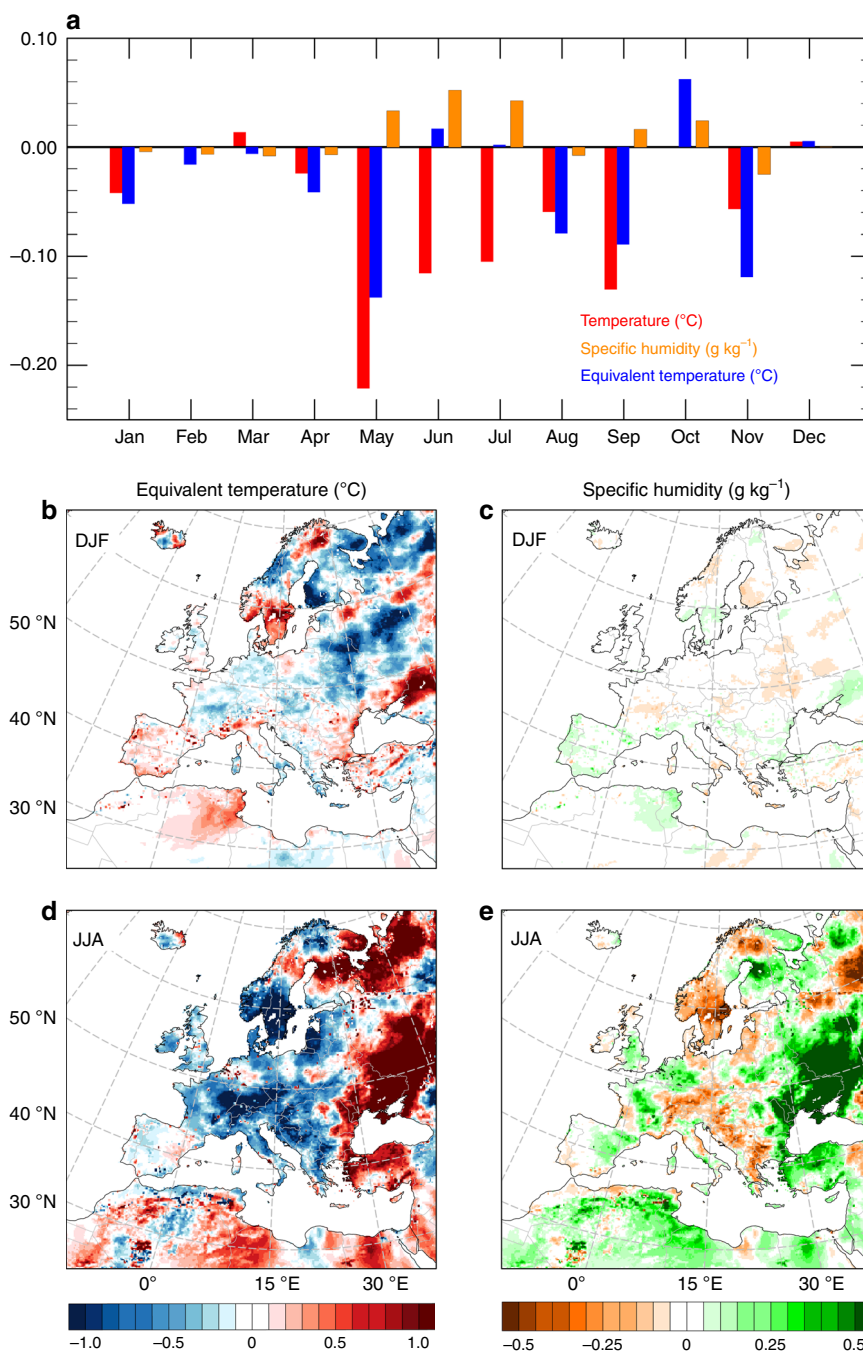 a
0.10
0.00
−0.10
−0.20
Temperature (°C)
Specific humidity (g kg⁻¹)
Equivalent temperature (°C)
Jan Feb Mar Apr May Jun Jul Aug Sep Oct Nov Dec
Equivalent temperature (°C) Specific humidity (g kg⁻¹)
b c
DJF DJF
50 °N
40 °N
30 °N
d e
JJA JJA
50 °N
40 °N
30 °N
0° 15 °E 30 °E 0° 15 °E 30 °E
−1.0 −0.5 0 0.5 1.0 −0.5 −0.25 0 0.25 0.5